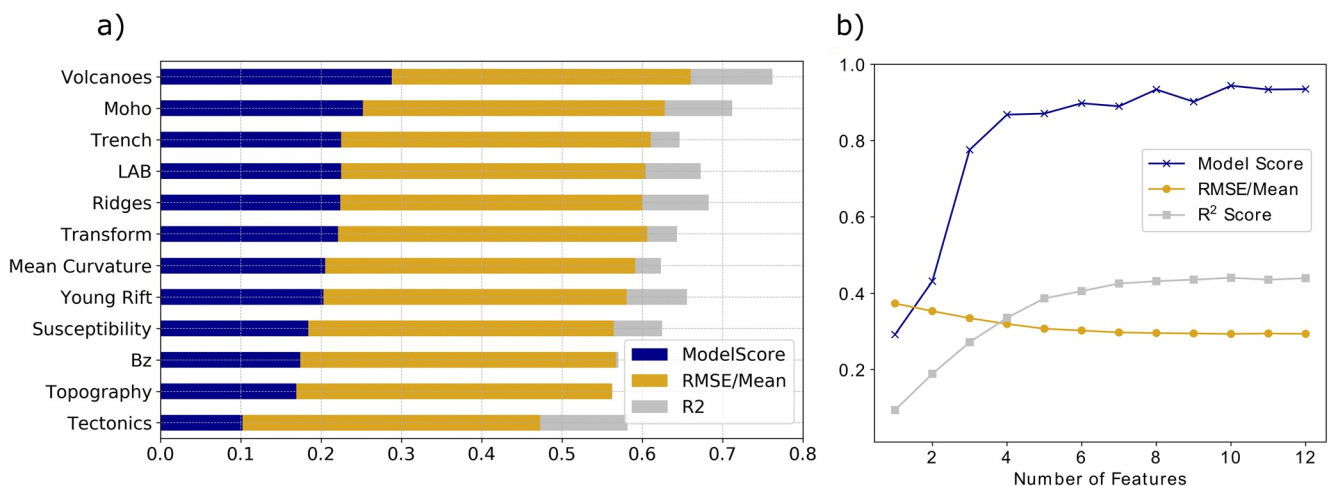 a)
Volcanoes
Moho
Trench
LAB
Ridges
Transform
Mean Curvature
Young Rift
Susceptibility
Bz
Topography
Tectonics
ModelScore
RMSE/Mean
R2
0.0 0.1 0.2 0.3 0.4 0.5 0.6 0.7 0.8
b)
1.0
0.8
0.6
0.4
0.2
Model Score
RMSE/Mean
R² Score
2 4 6 8 10 12
Number of Features